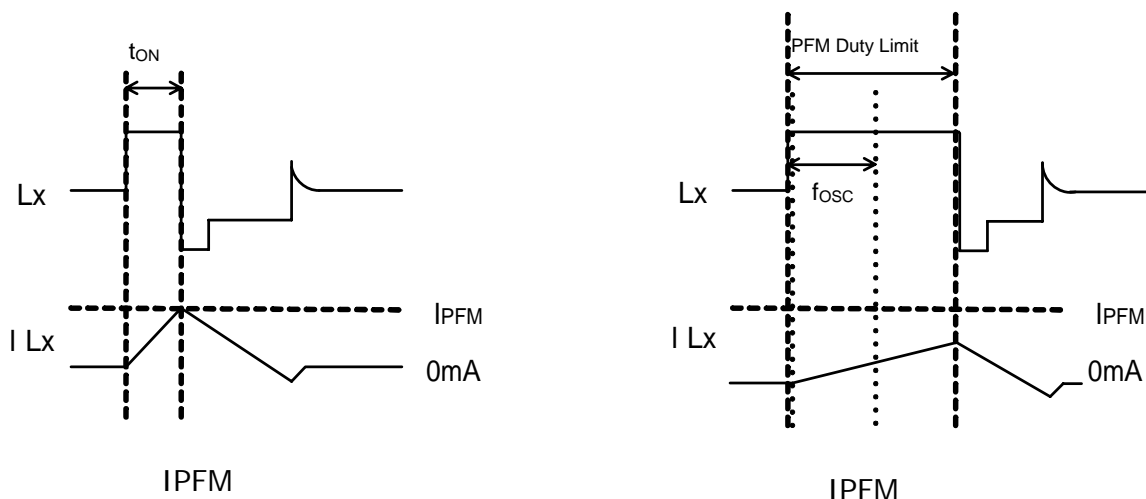 tON
Lx
IPFM
I Lx
0mA
IPFM
PFM Duty Limit
Lx
fOSC
IPFM
I Lx
0mA
IPFM